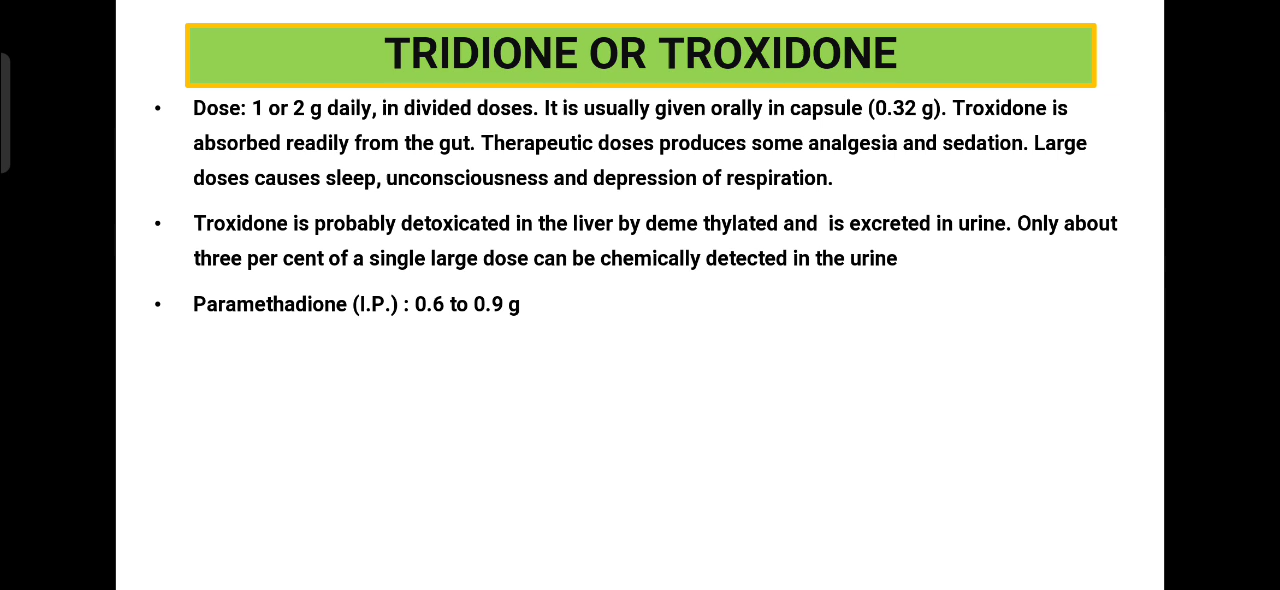 TRIDIONE OR TROXIDONE
• Dose: 1 or 2 g daily, in divided doses. It is usually given orally in capsule (0.32 g). Troxidone is
absorbed readily from the gut. Therapeutic doses produces some analgesia and sedation. Large
doses causes sleep, unconsciousness and depression of respiration.
• Troxidone is probably detoxicated in the liver by deme thylated and  is excreted in urine. Only about
three per cent of a single large dose can be chemically detected in the urine
• Paramethadione (I.P.) : 0.6 to 0.9 g